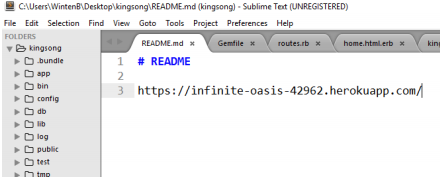 C:\Users\WintenB\Desktop\kingsong\README.md (kingsong) - Sublime Text (UNREGISTERED)
File Edit Selection Find View Goto Tools Project Preferences Help
FOLDERS
kingsong
.bundle
app
bin
config
db
lib
log
public
test
tmp
README.md × Gemfile × routes.rb × home.html.erb × king
1 # README
2
3 https://infinite-oasis-42962.herokuapp.com/